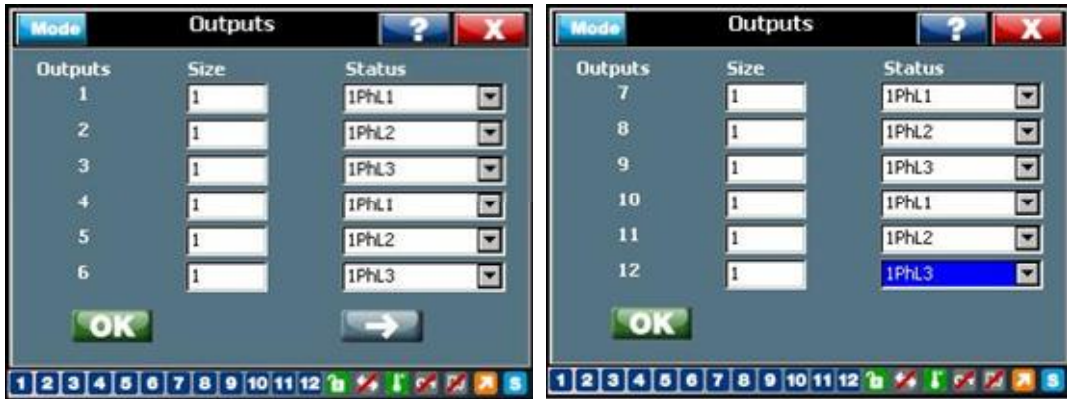 Mode Outputs ? X
Outputs Size Status
1 1 1PhL1
2 1 1PhL2
3 1 1PhL3
4 1 1PhL1
5 1 1PhL2
6 1 1PhL3
OK
1 2 3 4 5 6 7 8 9 10 11 12 S
Mode Outputs ? X
Outputs Size Status
7 1 1PhL1
8 1 1PhL2
9 1 1PhL3
10 1 1PhL1
11 1 1PhL2
12 1 1PhL3
OK
1 2 3 4 5 6 7 8 9 10 11 12 S